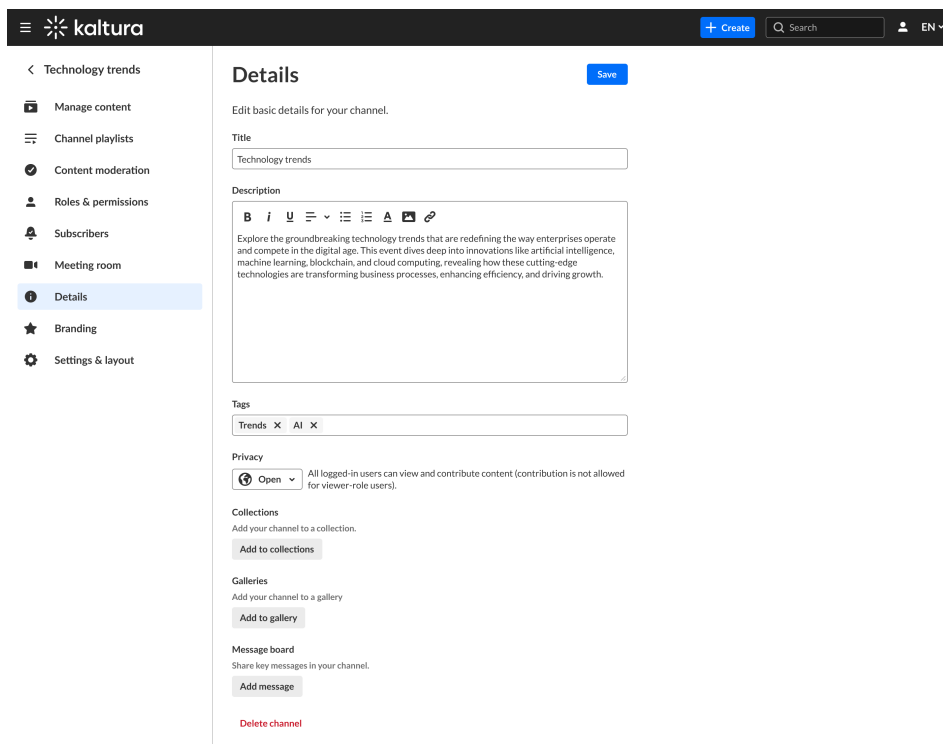 kaltura
Create
Search
EN
Technology trends
Manage content
Channel playlists
Content moderation
Roles & permissions
Subscribers
Meeting room
Details
Branding
Settings & layout
Details
Save
Edit basic details for your channel.
Title
Technology trends
Description
B i U A
Explore the groundbreaking technology trends that are redefining the way enterprises operate
and compete in the digital age. This event dives deep into innovations like artificial intelligence,
machine learning, blockchain, and cloud computing, revealing how these cutting-edge
technologies are transforming business processes, enhancing efficiency, and driving growth.
Tags
Trends AI
Privacy
Open
All logged-in users can view and contribute content (contribution is not allowed
for viewer-role users).
Collections
Add your channel to a collection.
Add to collections
Galleries
Add your channel to a gallery
Add to gallery
Message board
Share key messages in your channel.
Add message
Delete channel